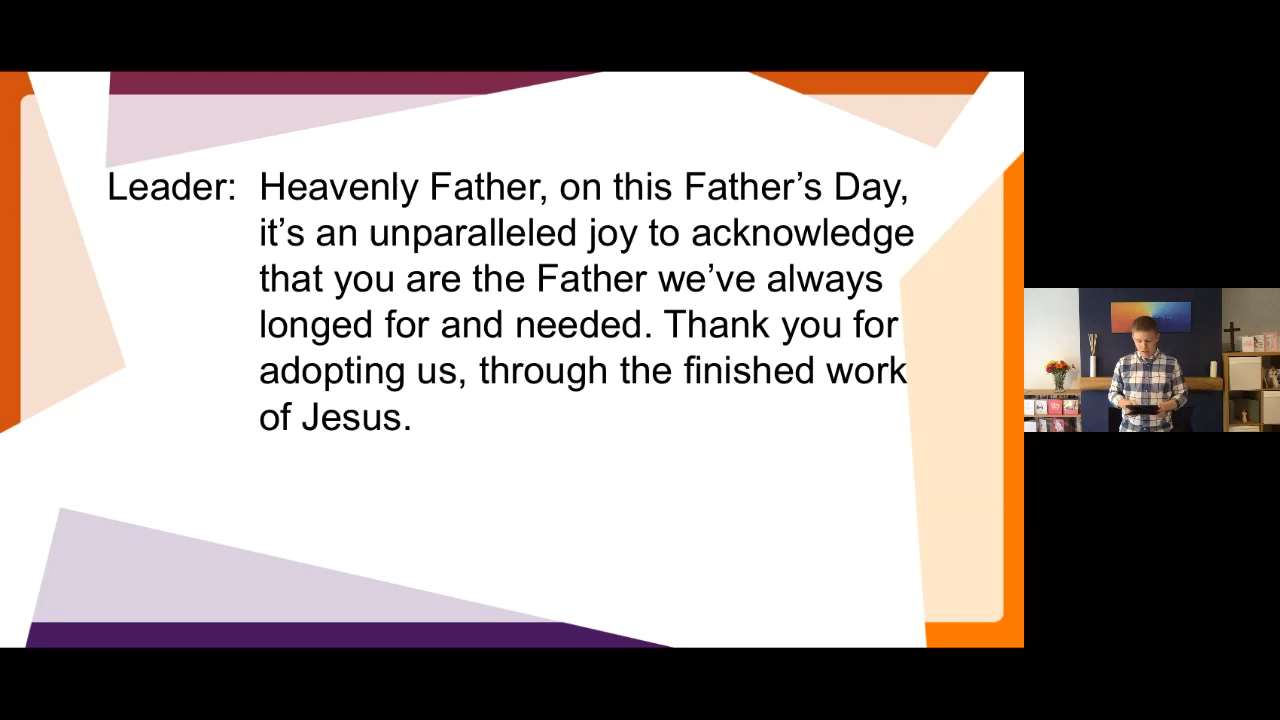 Leader: Heavenly Father, on this Father’s Day,
it’s an unparalleled joy to acknowledge
that you are the Father we’ve always
longed for and needed. Thank you for
adopting us, through the finished work
of Jesus.